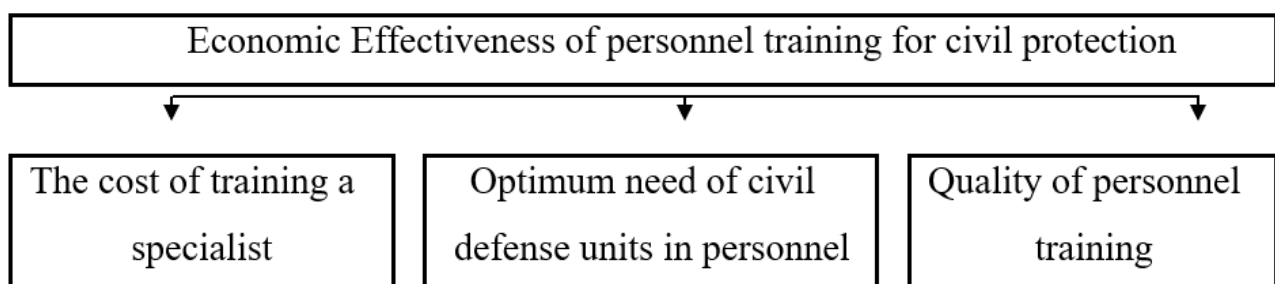 Economic Effectiveness of personnel training for civil protection
The cost of training a
specialist
Optimum need of civil
defense units in personnel
Quality of personnel
training